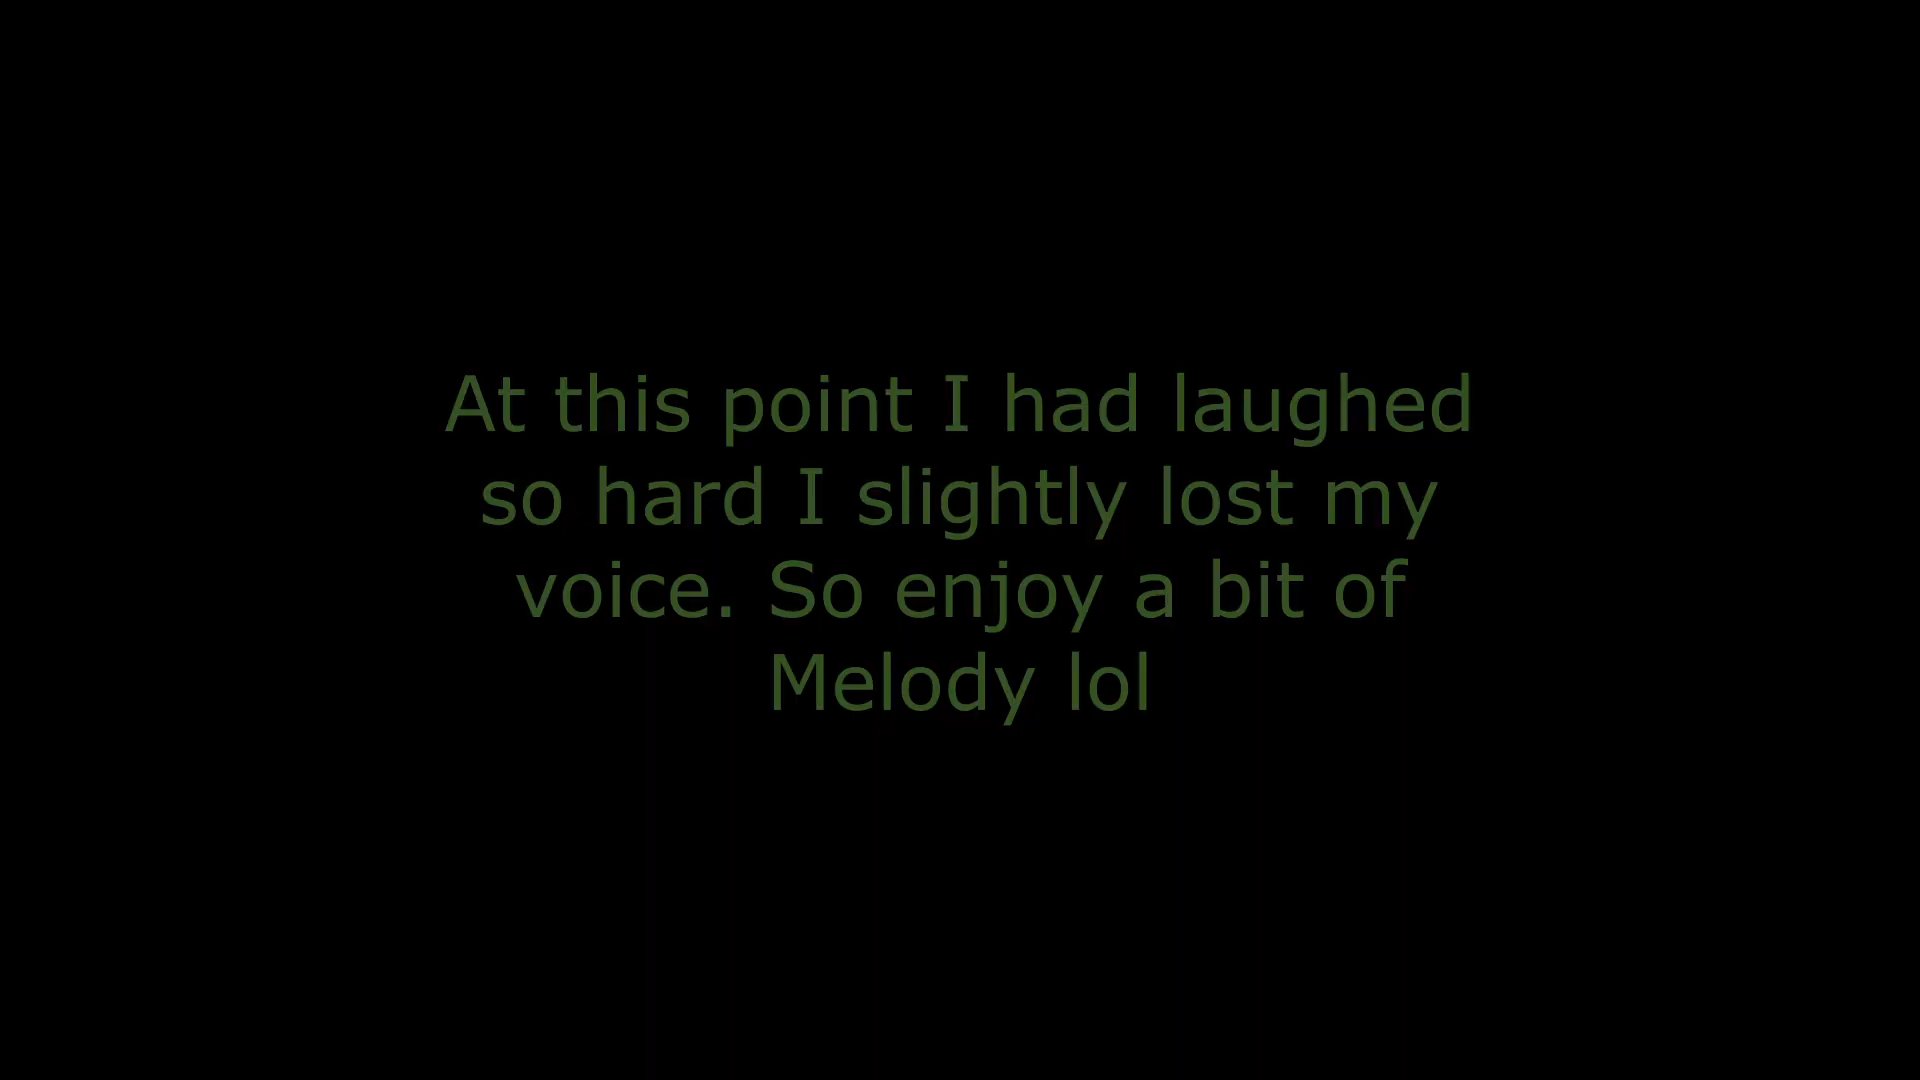 At this point I had laughed
so hard I slightly lost my
voice. So enjoy a bit of
Melody lol